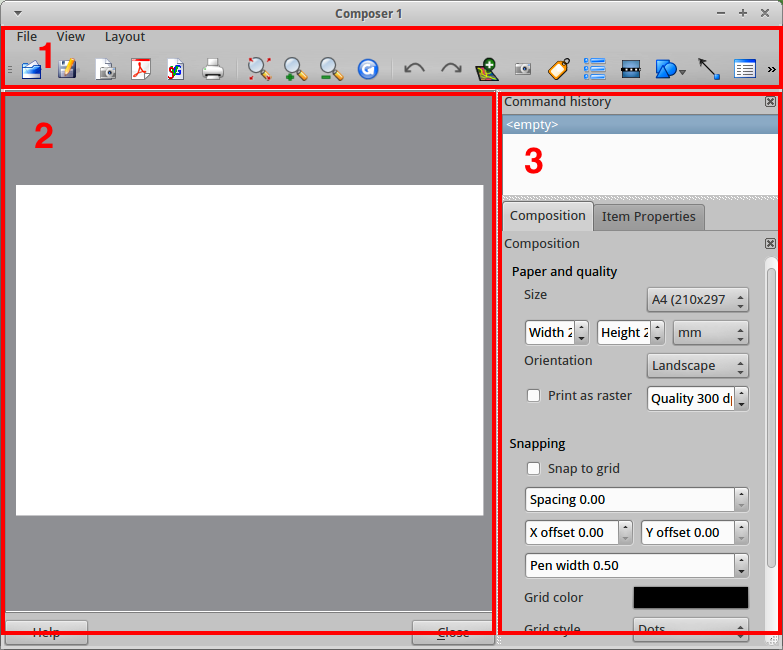 Composer 1
File View Layout
1
2
Command history
<empty>
3
Composition Item Properties
Composition
Paper and quality
Size A4 (210x297
Width 2 Height 2 mm
Orientation Landscape
Print as raster Quality 300 d
Snapping
Snap to grid
Spacing 0.00
X offset 0.00 Y offset 0.00
Pen width 0.50
Grid color
Grid style Dots
Help Close